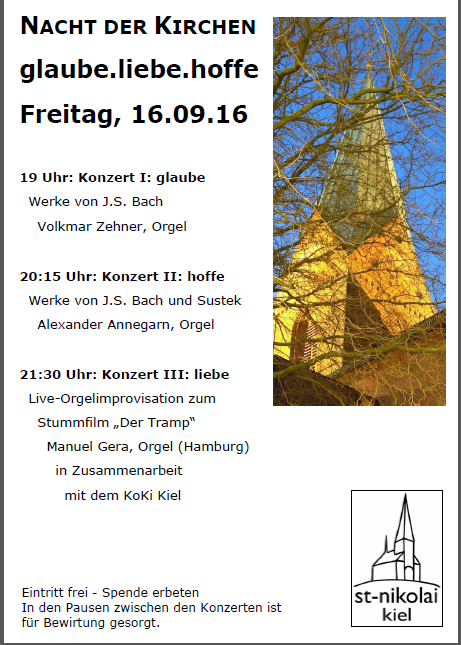 NACHT DER KIRCHEN
glaube.liebe.hoffe
Freitag, 16.09.16
19 Uhr: Konzert I: glaube
Werke von J.S. Bach
Volkmar Zehner, Orgel
20:15 Uhr: Konzert II: hoffe
Werke von J.S. Bach und Sustek
Alexander Annegarn, Orgel
21:30 Uhr: Konzert III: liebe
Live-Orgelimprovisation zum
Stummfilm „Der Tramp“
Manuel Gera, Orgel (Hamburg)
in Zusammenarbeit
mit dem KoKi Kiel
st-nikolai
kiel
Eintritt frei - Spende erbeten
In den Pausen zwischen den Konzerten ist
für Bewirtung gesorgt.